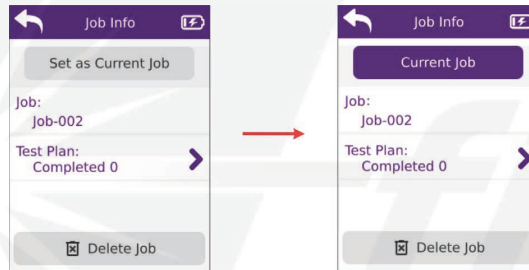 Job Info
Set as Current Job
Job:
Job-002
Test Plan:
Completed 0
Delete Job
Job Info
Current Job
Job:
Job-002
Test Plan:
Completed 0
Delete Job